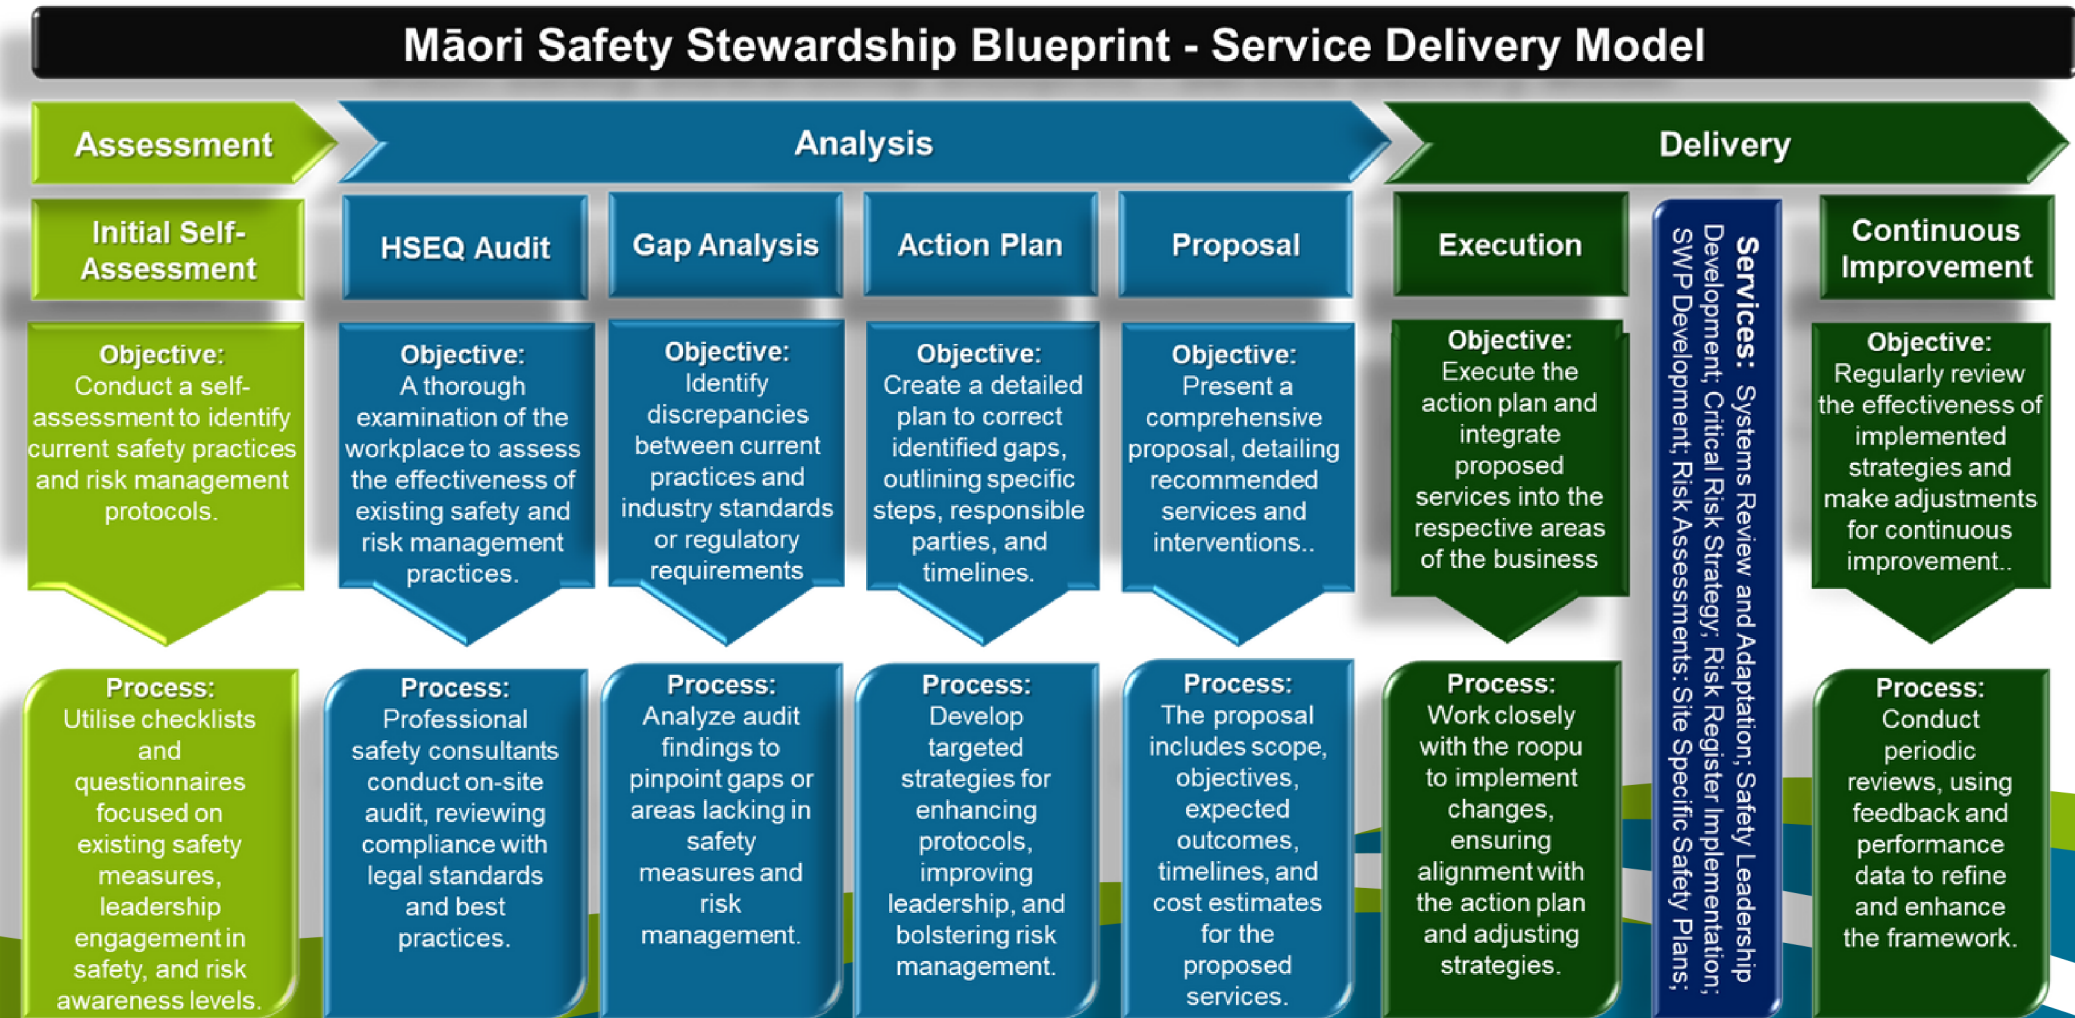 Māori Safety Stewardship Blueprint - Service Delivery Model
Assessment
Analysis
Delivery
Initial Self-
Assessment
HSEQ Audit
Gap Analysis
Action Plan
Proposal
Execution
Continuous
Improvement
Objective:
Conduct a self-
assessment to identify
current safety practices
and risk management
protocols.
Objective:
A thorough
examination of the
workplace to assess
the effectiveness of
existing safety and
risk management
practices.
Objective:
Identify
discrepancies
between current
practices and
industry standards
or regulatory
requirements
Objective:
Create a detailed
plan to correct
identified gaps,
outlining specific
steps, responsible
parties, and
timelines.
Objective:
Present a
comprehensive
proposal, detailing
recommended
services and
interventions..
Objective:
Execute the
action plan and
integrate
proposed
services into the
respective areas
of the business
Services: Systems Review and Adaptation; Safety Leadership
Development; Critical Risk Strategy; Risk Register Implementation;
SWP Development; Risk Assessments: Site Specific Safety Plans;
Objective:
Regularly review
the effectiveness of
implemented
strategies and
make adjustments
for continuous
improvement..
Process:
Utilise checklists
and
questionnaires
focused on
existing safety
measures,
leadership
engagement in
safety, and risk
awareness levels.
Process:
Professional
safety consultants
conduct on-site
audit, reviewing
compliance with
legal standards
and best
practices.
Process:
Analyze audit
findings to
pinpoint gaps or
areas lacking in
safety
measures and
risk
management.
Process:
Develop
targeted
strategies for
enhancing
protocols,
improving
leadership, and
bolstering risk
management.
Process:
The proposal
includes scope,
objectives,
expected
outcomes,
timelines, and
cost estimates
for the
proposed
services.
Process:
Work closely
with the roopu
to implement
changes,
ensuring
alignment with
the action plan
and adjusting
strategies.
Process:
Conduct
periodic
reviews, using
feedback and
performance
data to refine
and enhance
the framework.